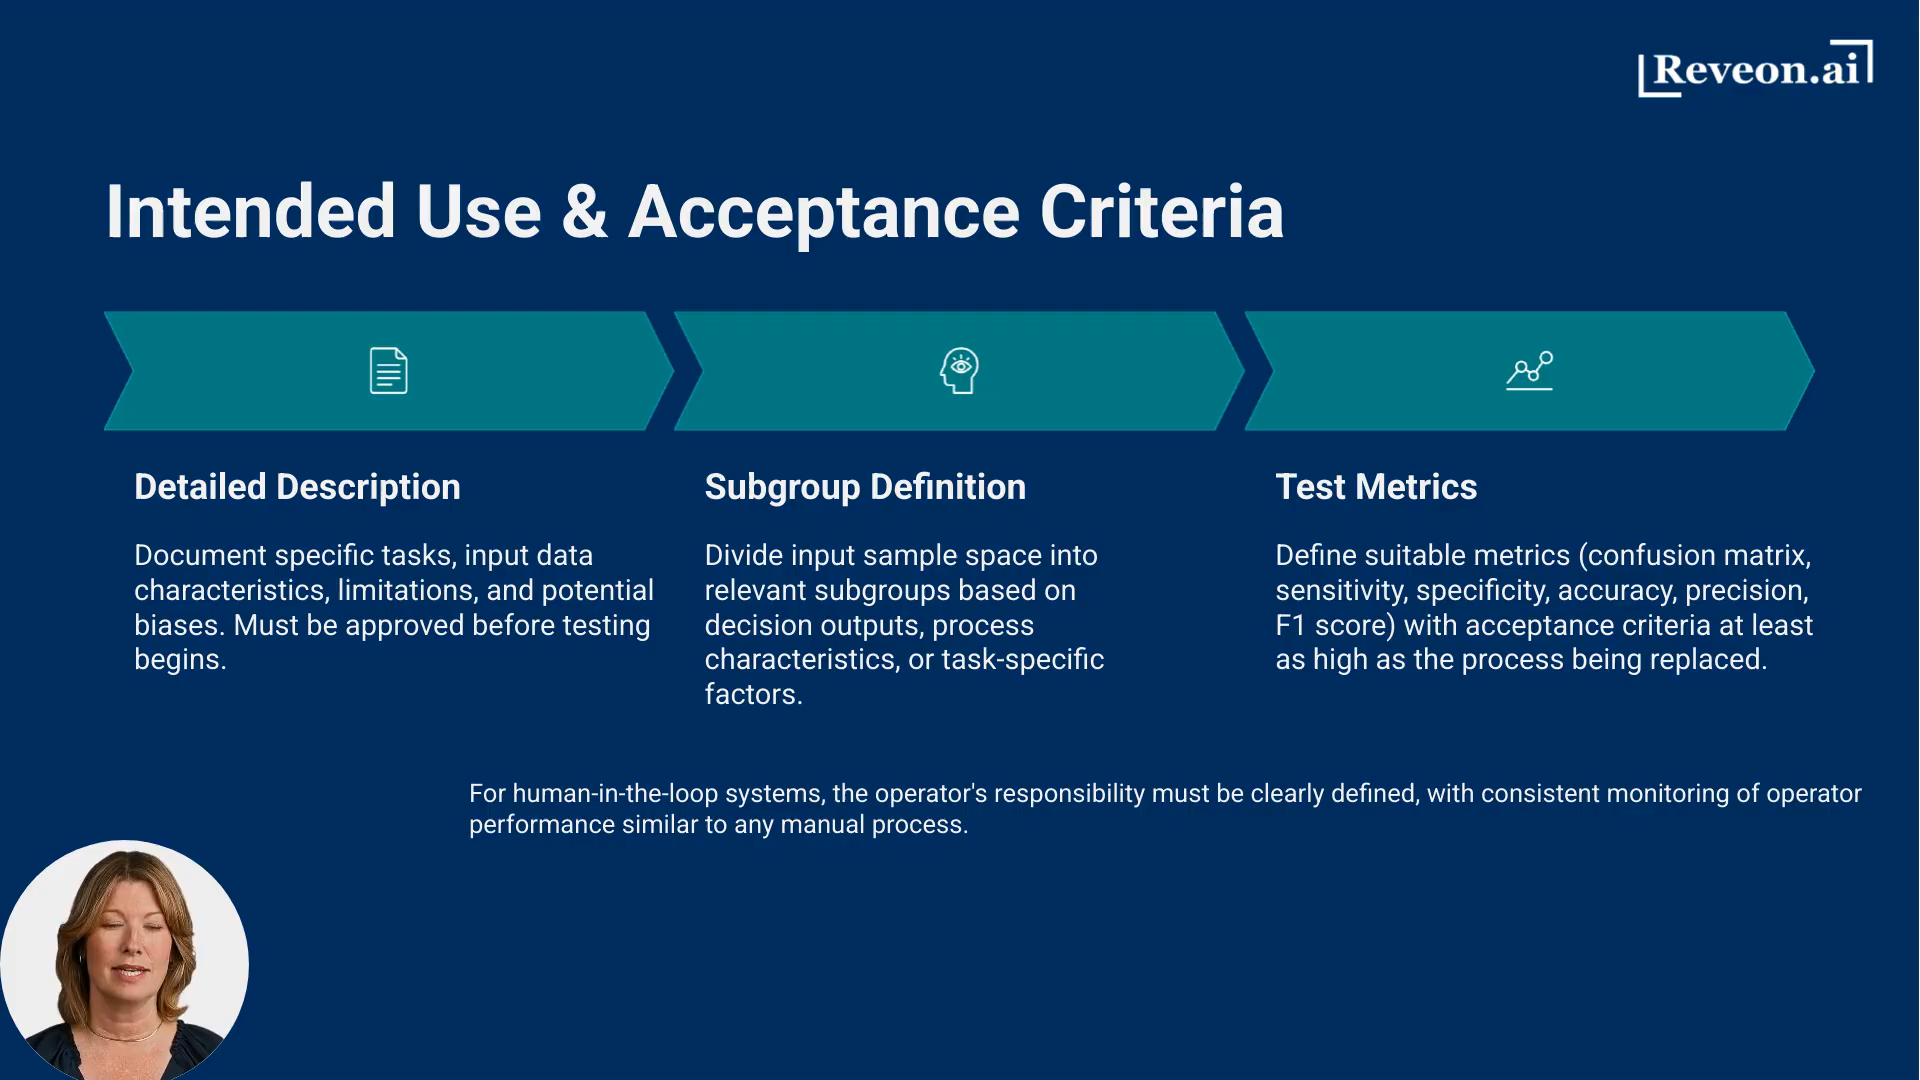 Reveon.ai
Intended Use & Acceptance Criteria
Detailed Description
Document specific tasks, input data
characteristics, limitations, and potential
biases. Must be approved before testing
begins.
Subgroup Definition
Divide input sample space into
relevant subgroups based on
decision outputs, process
characteristics, or task-specific
factors.
Test Metrics
Define suitable metrics (confusion matrix,
sensitivity, specificity, accuracy, precision,
F1 score) with acceptance criteria at least
as high as the process being replaced.
For human-in-the-loop systems, the operator's responsibility must be clearly defined, with consistent monitoring of operator
performance similar to any manual process.